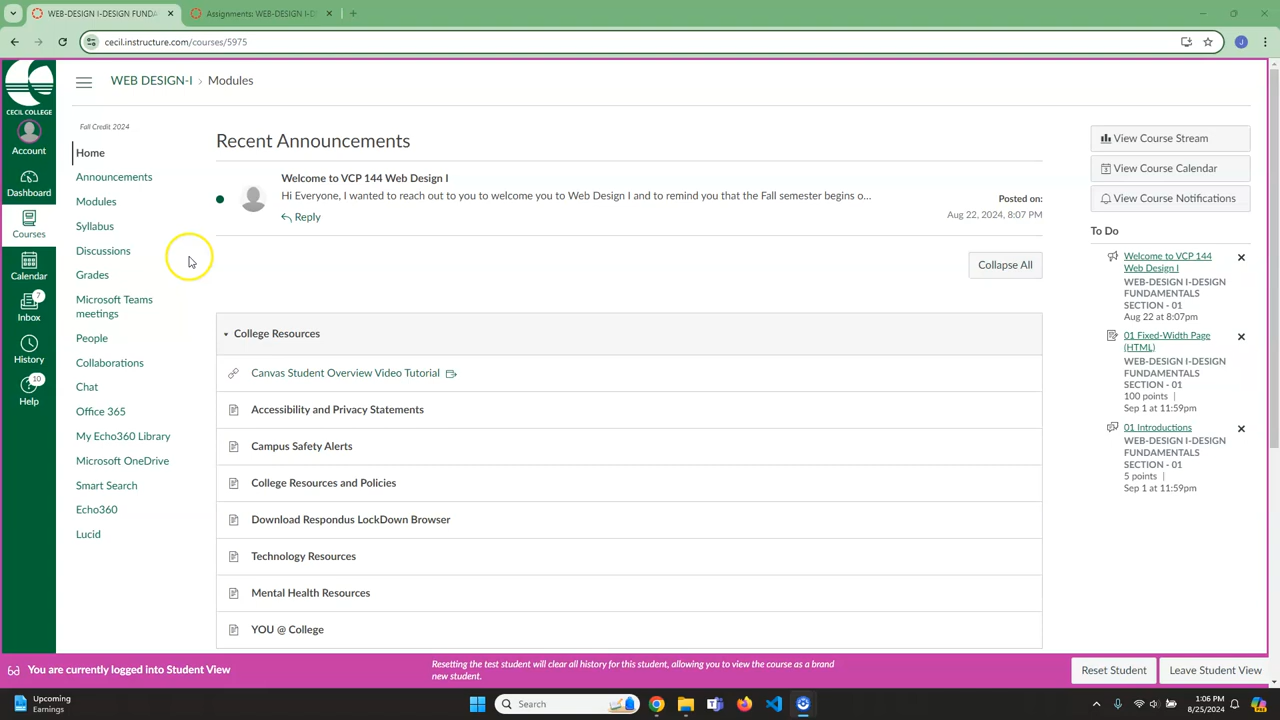 WEB-DESIGN I-DESIGN FUNDA
Assignments: WEB-DESIGN I-D
cecil.instructure.com/courses/5975
J
CECIL COLLEGE
Account
Dashboard
Courses
Calendar
7
Inbox
History
10
Help
WEB DESIGN-I › Modules
Fall Credit 2024
Home
Announcements
Modules
Syllabus
Discussions
Grades
Microsoft Teams
meetings
People
Collaborations
Chat
Office 365
My Echo360 Library
Microsoft OneDrive
Smart Search
Echo360
Lucid
Recent Announcements
Welcome to VCP 144 Web Design I
Hi Everyone, I wanted to reach out to you to welcome you to Web Design I and to remind you that the Fall semester begins o...
Reply
Posted on:
Aug 22, 2024, 8:07 PM
Collapse All
College Resources
Canvas Student Overview Video Tutorial
Accessibility and Privacy Statements
Campus Safety Alerts
College Resources and Policies
Download Respondus LockDown Browser
Technology Resources
Mental Health Resources
YOU @ College
View Course Stream
View Course Calendar
View Course Notifications
To Do
Welcome to VCP 144
Web Design I
WEB-DESIGN I-DESIGN
FUNDAMENTALS
SECTION - 01
Aug 22 at 8:07pm
01 Fixed-Width Page
(HTML)
WEB-DESIGN I-DESIGN
FUNDAMENTALS
SECTION - 01
100 points |
Sep 1 at 11:59pm
01 Introductions
WEB-DESIGN I-DESIGN
FUNDAMENTALS
SECTION - 01
5 points |
Sep 1 at 11:59pm
You are currently logged into Student View
Resetting the test student will clear all history for this student, allowing you to view the course as a brand
new student.
Reset Student
Leave Student View
Upcoming
Earnings
Search
1:06 PM
8/25/2024